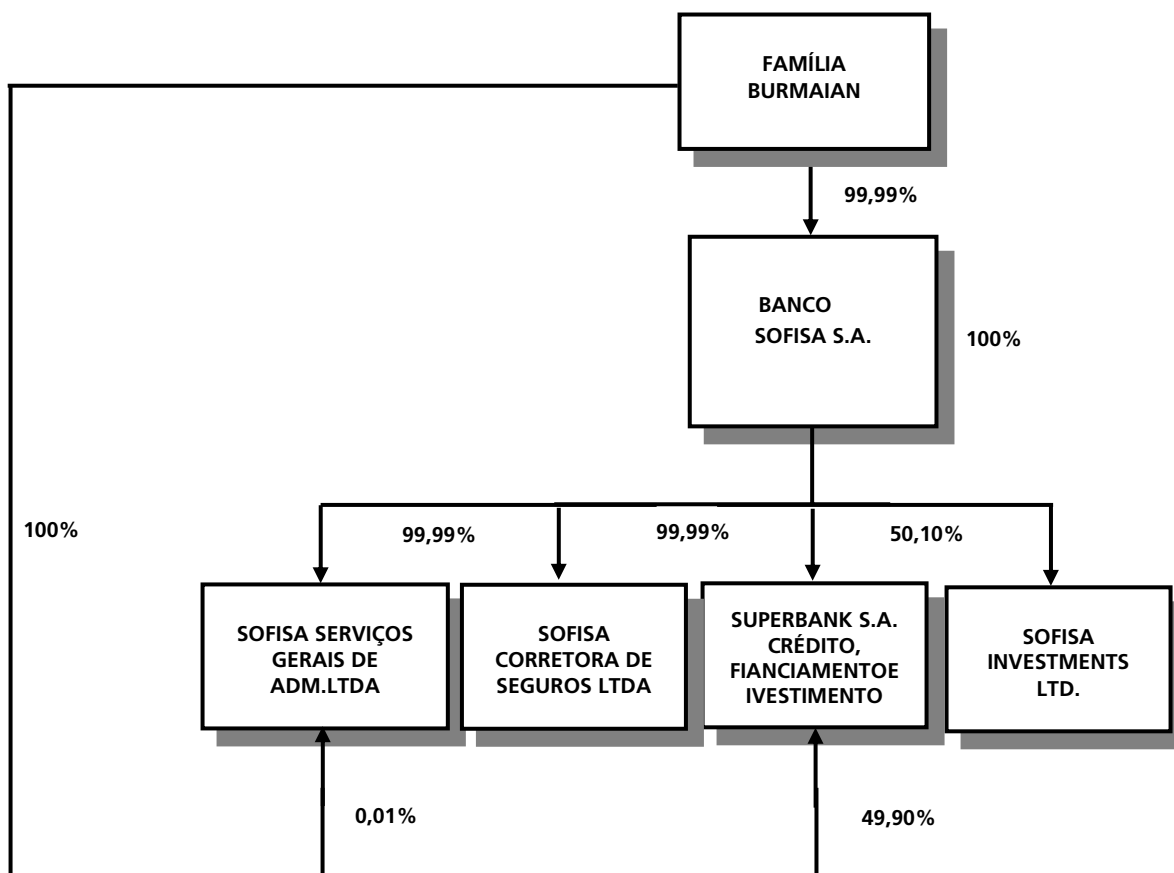 FAMÍLIA
BURMAIAN
99,99%
BANCO
SOFISA S.A.
100%
100%
99,99%
99,99%
50,10%
SOFISA SERVIÇOS
GERAIS DE
ADM.LTDA
SOFISA
CORRETORA DE
SEGUROS LTDA
SUPERBANK S.A.
CRÉDITO,
FIANCIAMENTOE
IVESTIMENTO
SOFISA
INVESTMENTS
LTD.
0,01%
49,90%